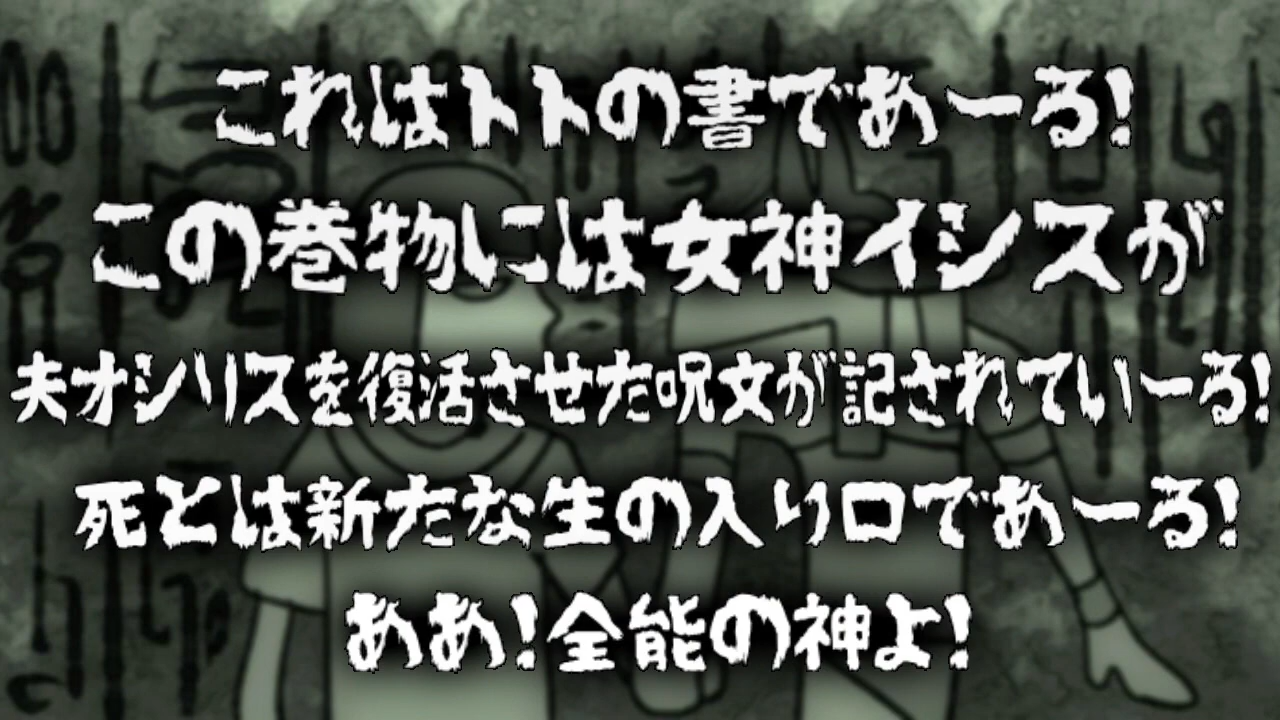 これはトトの書であーる!
この巻物には女神イシスが
夫オシリスを復活させた呪文が記されていーる!
死とは新たな生の入り口であーる!
ああ!全能の神よ!